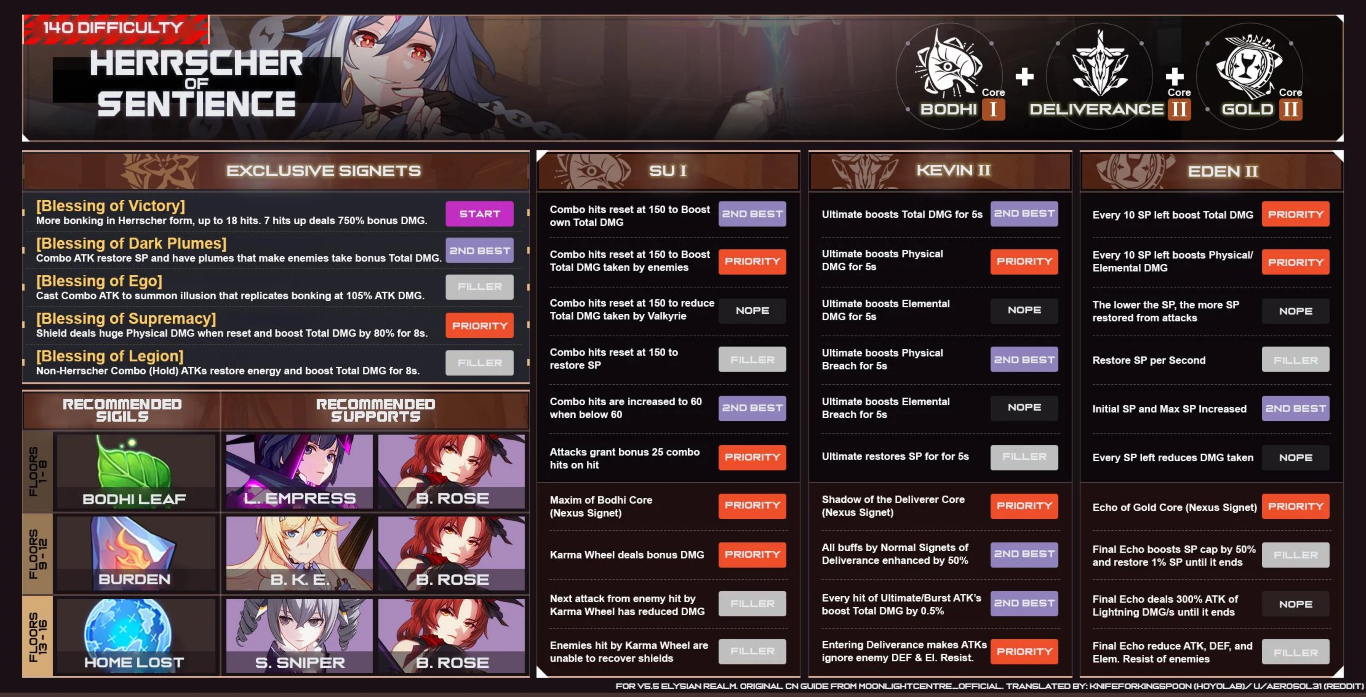 140 DIFFICULTY
HERRSCHER
OF
SENTIENCE
BODHI Core I + DELIVERANCE Core II + GOLD Core II
EXCLUSIVE SIGNETS
[Blessing of Victory]
More bonking in Herrscher form, up to 18 hits. 7 hits up deals 750% bonus DMG.
START
[Blessing of Dark Plumes]
Combo ATK restore SP and have plumes that make enemies take bonus Total DMG.
2ND BEST
[Blessing of Ego]
Cast Combo ATK to summon illusion that replicates bonking at 105% ATK DMG.
FILLER
[Blessing of Supremacy]
Shield deals huge Physical DMG when reset and boost Total DMG by 80% for 8s.
PRIORITY
[Blessing of Legion]
Non-Herrscher Combo (Hold) ATKs restore energy and boost Total DMG for 8s.
FILLER
RECOMMENDED
SIGILS
RECOMMENDED
SUPPORTS
FLOORS
1 - 8
BODHI LEAF
L. EMPRESS
B. ROSE
FLOORS
9 - 12
BURDEN
B. K. E.
B. ROSE
FLOORS
13 - 16
HOME LOST
S. SNIPER
B. ROSE
SU I
Combo hits reset at 150 to Boost
own Total DMG
2ND BEST
Combo hits reset at 150 to Boost
Total DMG taken by enemies
PRIORITY
Combo hits reset at 150 to reduce
Total DMG taken by Valkyrie
NOPE
Combo hits reset at 150 to
restore SP
FILLER
Combo hits are increased to 60
when below 60
2ND BEST
Attacks grant bonus 25 combo
hits on hit
PRIORITY
Maxim of Bodhi Core
(Nexus Signet)
PRIORITY
Karma Wheel deals bonus DMG
PRIORITY
Next attack from enemy hit by
Karma Wheel has reduced DMG
FILLER
Enemies hit by Karma Wheel are
unable to recover shields
FILLER
KEVIN II
Ultimate boosts Total DMG for 5s
2ND BEST
Ultimate boosts Physical
DMG for 5s
PRIORITY
Ultimate boosts Elemental
DMG for 5s
NOPE
Ultimate boosts Physical
Breach for 5s
2ND BEST
Ultimate boosts Elemental
Breach for 5s
NOPE
Ultimate restores SP for for 5s
FILLER
Shadow of the Deliverer Core
(Nexus Signet)
PRIORITY
All buffs by Normal Signets of
Deliverance enhanced by 50%
2ND BEST
Every hit of Ultimate/Burst ATK's
boost Total DMG by 0.5%
2ND BEST
Entering Deliverance makes ATKs
ignore enemy DEF & El. Resist.
PRIORITY
EDEN II
Every 10 SP left boost Total DMG
PRIORITY
Every 10 SP left boosts Physical/
Elemental DMG
PRIORITY
The lower the SP, the more SP
restored from attacks
NOPE
Restore SP per Second
FILLER
Initial SP and Max SP Increased
2ND BEST
Every SP left reduces DMG taken
NOPE
Echo of Gold Core (Nexus Signet)
PRIORITY
Final Echo boosts SP cap by 50%
and restore 1% SP until it ends
FILLER
Final Echo deals 300% ATK of
Lightning DMG/s until it ends
NOPE
Final Echo reduce ATK, DEF, and
Elem. Resist of enemies
FILLER
FOR V5.5 ELYSIAN REALM. ORIGINAL CN GUIDE FROM MOONLIGHTCENTRE_OFFICIAL. TRANSLATED BY: KNIFEFORKINGSPOON (HOYOLAB)/U/AEROSOL31 (REDDIT)